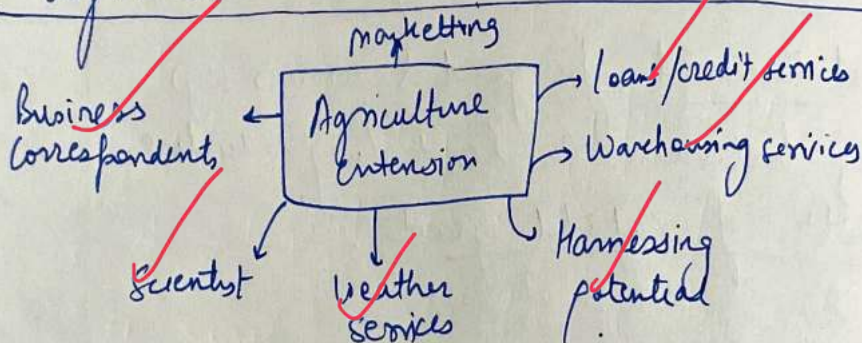 marketting
Business
Correspondents
Agriculture
Extension
loans/credit services
Warehousing services
Scientist
Weather
services
Harnessing
potential